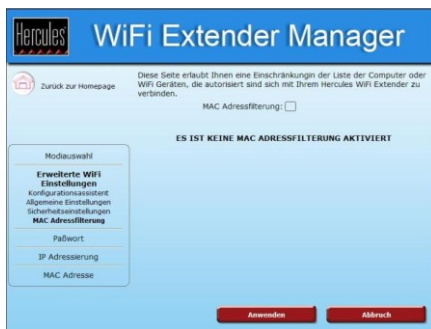 Hercules
WiFi Extender Manager
Zurück zur Homepage
Diese Seite erlaubt Ihnen eine Einschränkungin der Liste der Computer oder
WiFi Geräten, die autorisiert sind sich mit Ihrem Hercules WiFi Extender zu
verbinden.
MAC Adressfilterung:
ES IST KEINE MAC ADRESSFILTERUNG AKTIVIERT
Modiauswahl
Erweiterte WiFi
Einstellungen
Konfigurationsassistent
Allgemeine Einstellungen
Sicherheitseinstellungen
MAC Adressfilterung
Paßwort
IP Adressierung
MAC Adresse
Anwenden
Abbruch